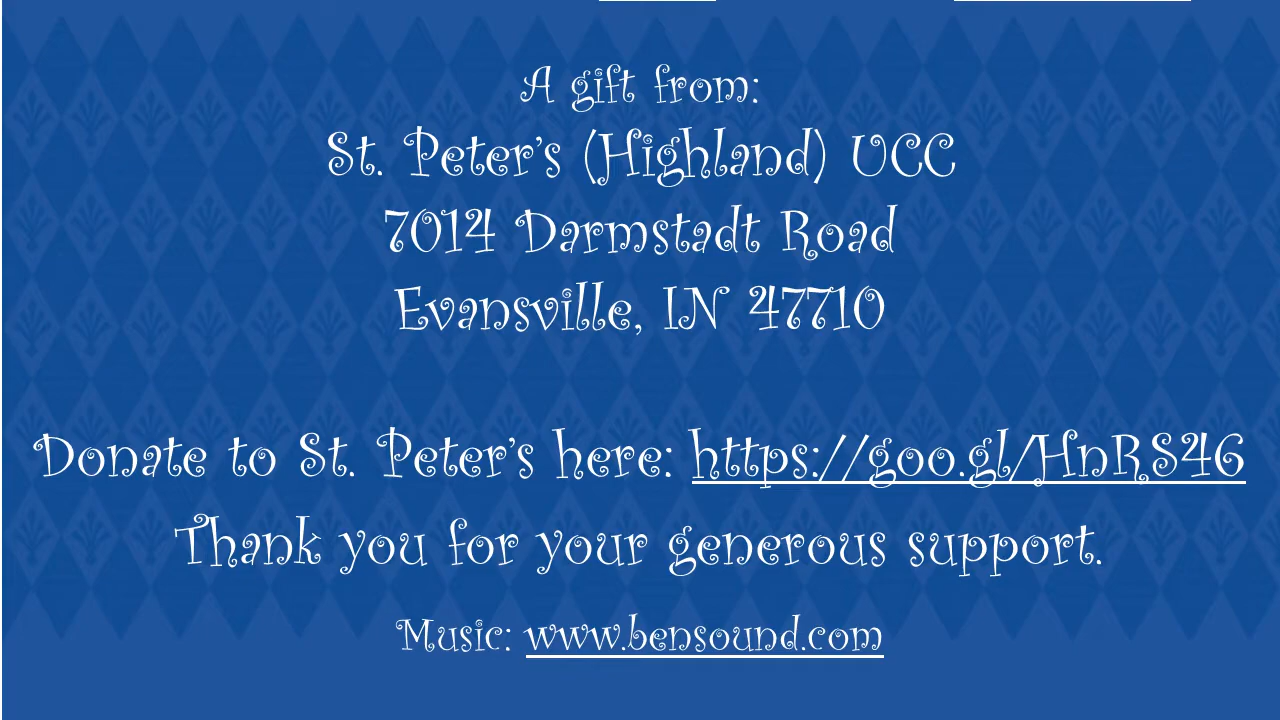 A gift from:
St. Peter's (Highland) UCC
7014 Darmstadt Road
Evansville, IN 47710
Donate to St. Peter's here: https://goo.gl/HnRS46
Thank you for your generous support.
Music: www.bensound.com